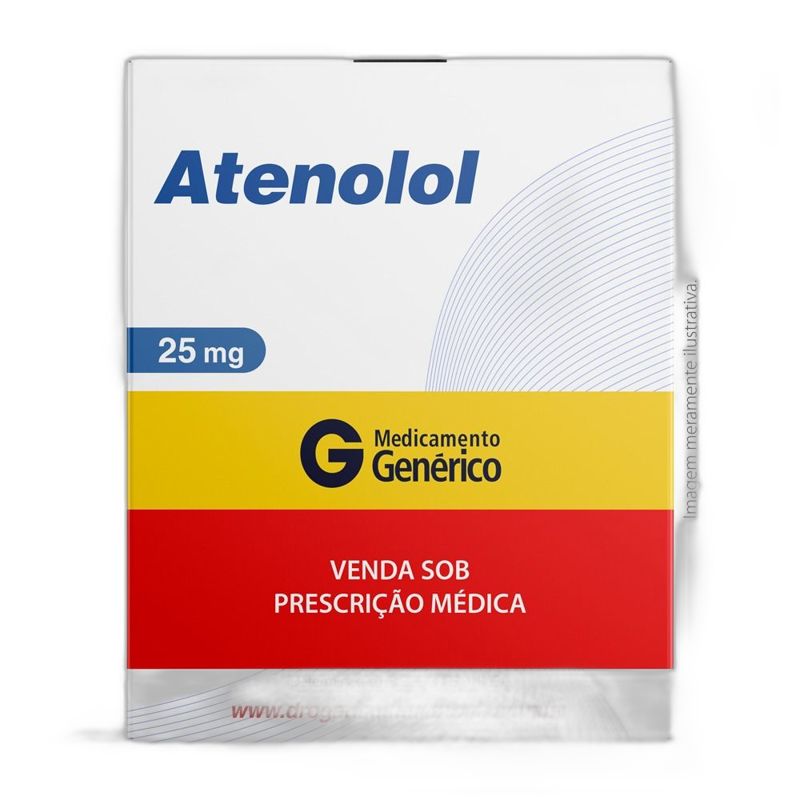 Atenolol
25 mg
G Medicamento
Genérico
VENDA SOB
PRESCRIÇÃO MÉDICA
Imagem meramente ilustrativa.